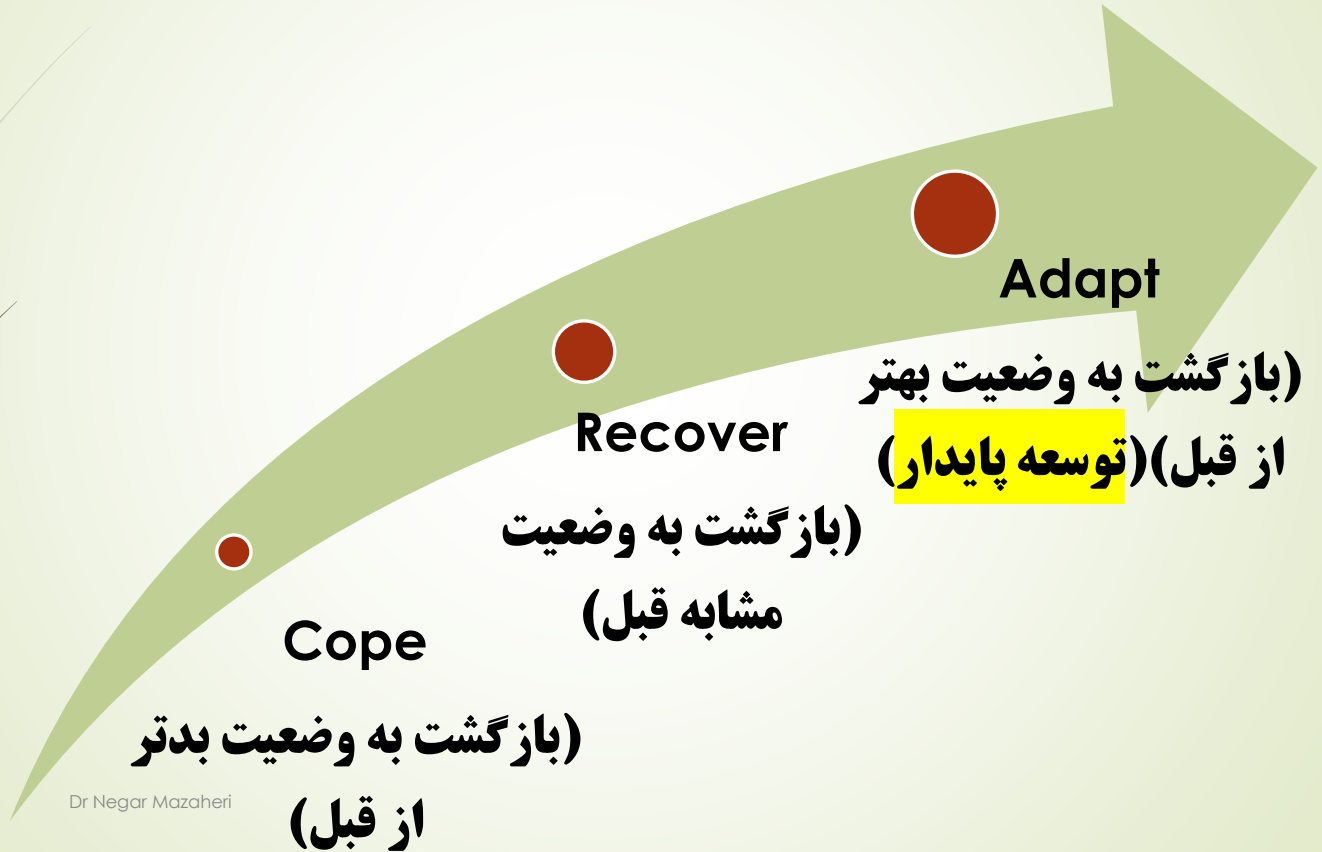 Adapt
(بازگشت به وضعیت بهتر
از قبل)(توسعه پایدار)
Recover
(بازگشت به وضعیت
مشابه قبل)
Cope
(بازگشت به وضعیت بدتر
از قبل)
Dr Negar Mazaheri